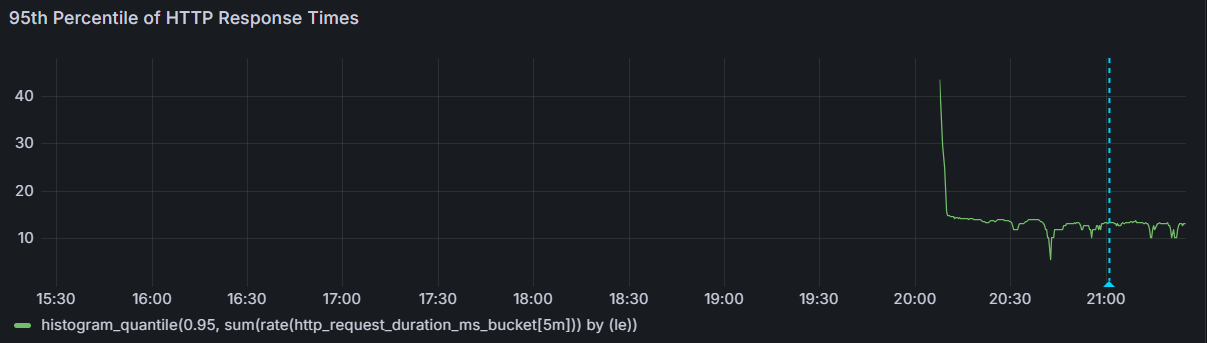 95th Percentile of HTTP Response Times
40
30
20
10
15:30 16:00 16:30 17:00 17:30 18:00 18:30 19:00 19:30 20:00 20:30 21:00
histogram_quantile(0.95, sum(rate(http_request_duration_ms_bucket[5m])) by (le))